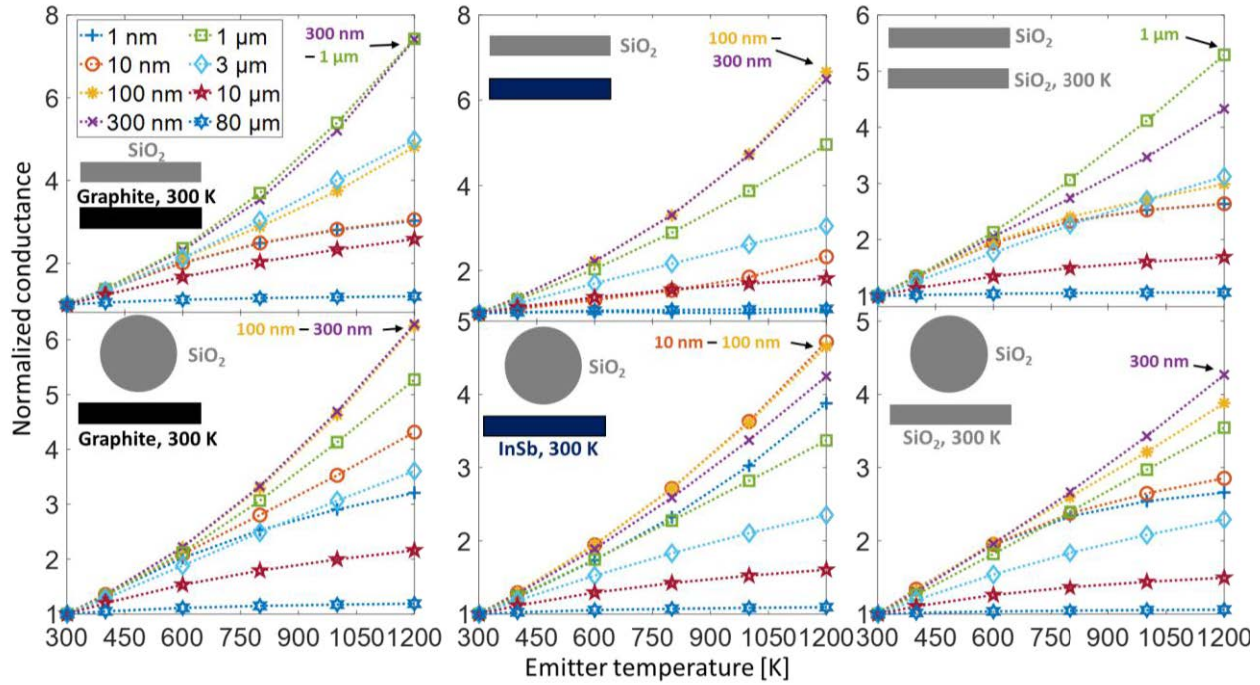 Normalized conductance
1 nm
1 µm
10 nm
3 µm
100 nm
10 µm
300 nm
80 µm
300 nm
– 1 µm
SiO2
Graphite, 300 K
8
6
4
2
100 nm –
300 nm
SiO2
8
6
4
2
1 µm
SiO2
SiO2, 300 K
6
5
4
3
2
1
100 nm – 300 nm
SiO2
Graphite, 300 K
6
5
4
3
2
1
300 450 600 750 900 1050 1200
10 nm – 100 nm
SiO2
InSb, 300 K
5
4
3
2
1
300 450 600 750 900 1050 1200
300 nm
SiO2
SiO2, 300 K
5
4
3
2
1
300 450 600 750 900 1050 1200
Emitter temperature [K]